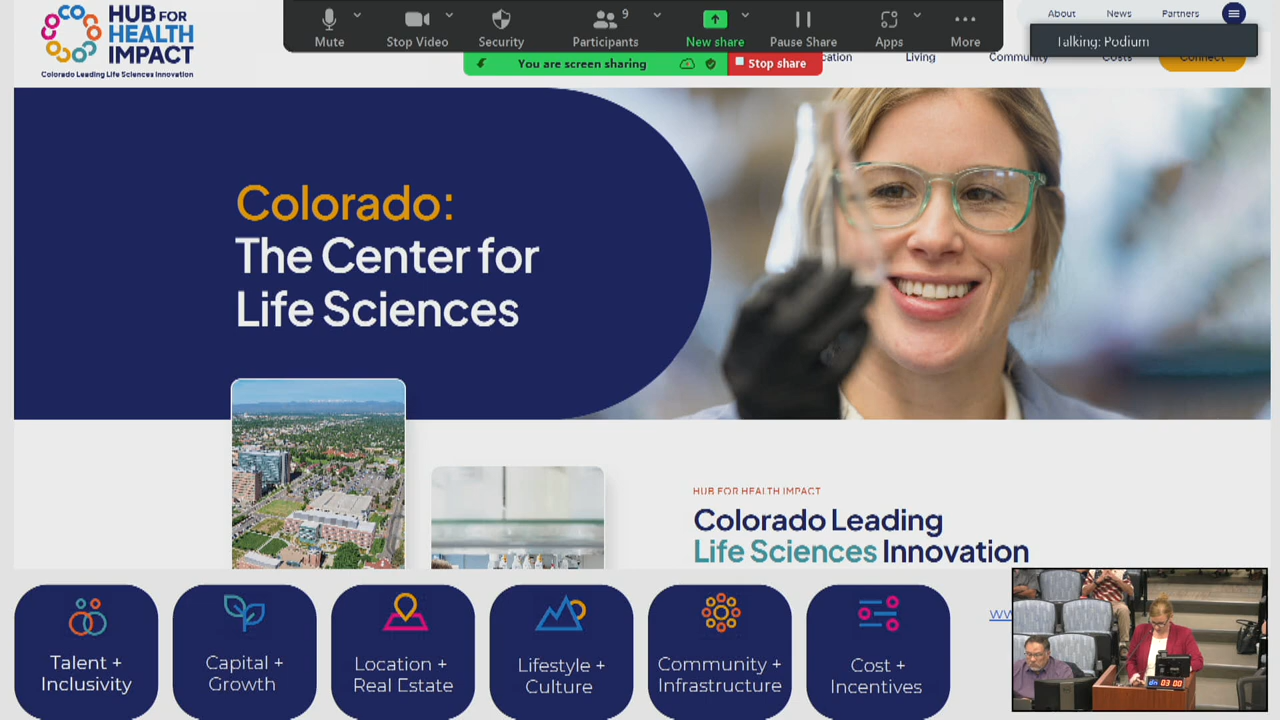 HUB FOR
HEALTH
IMPACT
Colorado Leading Life Sciences Innovation
Mute
Stop Video
Security
9
Participants
New share
Pause Share
Apps
More
You are screen sharing
Stop share
About
News
Partners
Talking: Podium
Living
Community
Costs
Connect
Colorado:
The Center for
Life Sciences
HUB FOR HEALTH IMPACT
Colorado Leading
Life Sciences Innovation
Talent +
Inclusivity
Capital +
Growth
Location +
Real Estate
Lifestyle +
Culture
Community +
Infrastructure
Cost +
Incentives
03 00